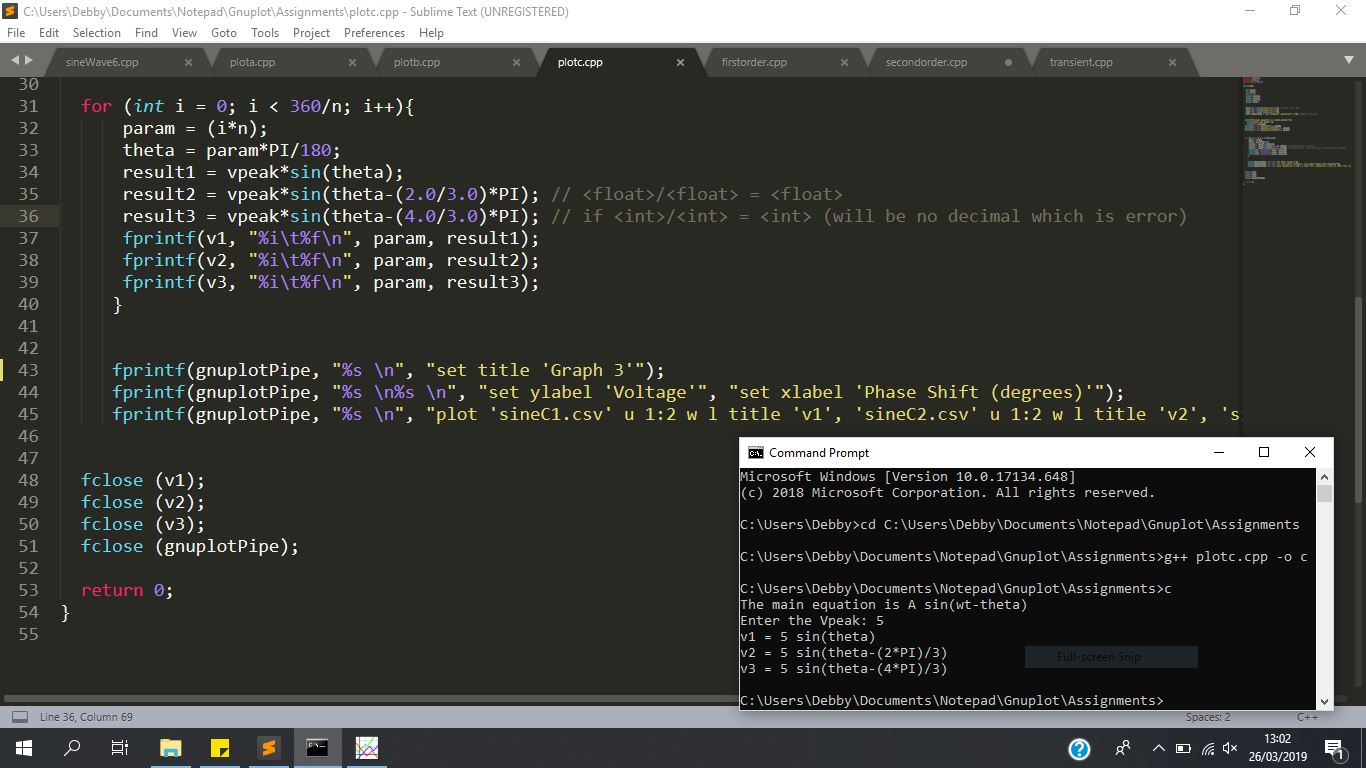 C:\Users\Debby\Documents\Notepad\Gnuplot\Assignments\plotc.cpp - Sublime Text (UNREGISTERED)
File Edit Selection Find View Goto Tools Project Preferences Help
sineWave6.cpp plota.cpp plotb.cpp plotc.cpp firstorder.cpp secondorder.cpp transient.cpp
30
31 for (int i = 0; i < 360/n; i++){
32 param = (i*n);
33 theta = param*PI/180;
34 result1 = vpeak*sin(theta);
35 result2 = vpeak*sin(theta-(2.0/3.0)*PI); // <float>/<float> = <float>
36 result3 = vpeak*sin(theta-(4.0/3.0)*PI); // if <int>/<int> = <int> (will be no decimal which is error)
37 fprintf(v1, "%i\t%f\n", param, result1);
38 fprintf(v2, "%i\t%f\n", param, result2);
39 fprintf(v3, "%i\t%f\n", param, result3);
40 }
41
42
43 fprintf(gnuplotPipe, "%s \n", "set title 'Graph 3'");
44 fprintf(gnuplotPipe, "%s \n%s \n", "set ylabel 'Voltage'", "set xlabel 'Phase Shift (degrees)'");
45 fprintf(gnuplotPipe, "%s \n", "plot 'sineC1.csv' u 1:2 w l title 'v1', 'sineC2.csv' u 1:2 w l title 'v2', 's
46
47
48 fclose (v1);
49 fclose (v2);
50 fclose (v3);
51 fclose (gnuplotPipe);
52
53 return 0;
54 }
55
Command Prompt
Microsoft Windows [Version 10.0.17134.648]
(c) 2018 Microsoft Corporation. All rights reserved.
C:\Users\Debby>cd C:\Users\Debby\Documents\Notepad\Gnuplot\Assignments
C:\Users\Debby\Documents\Notepad\Gnuplot\Assignments>g++ plotc.cpp -o c
C:\Users\Debby\Documents\Notepad\Gnuplot\Assignments>c
The main equation is A sin(wt-theta)
Enter the Vpeak: 5
v1 = 5 sin(theta)
v2 = 5 sin(theta-(2*PI)/3)
v3 = 5 sin(theta-(4*PI)/3)
Full-screen Snip
C:\Users\Debby\Documents\Notepad\Gnuplot\Assignments>
Line 36, Column 69
Spaces: 2 C++
13:02
26/03/2019
1